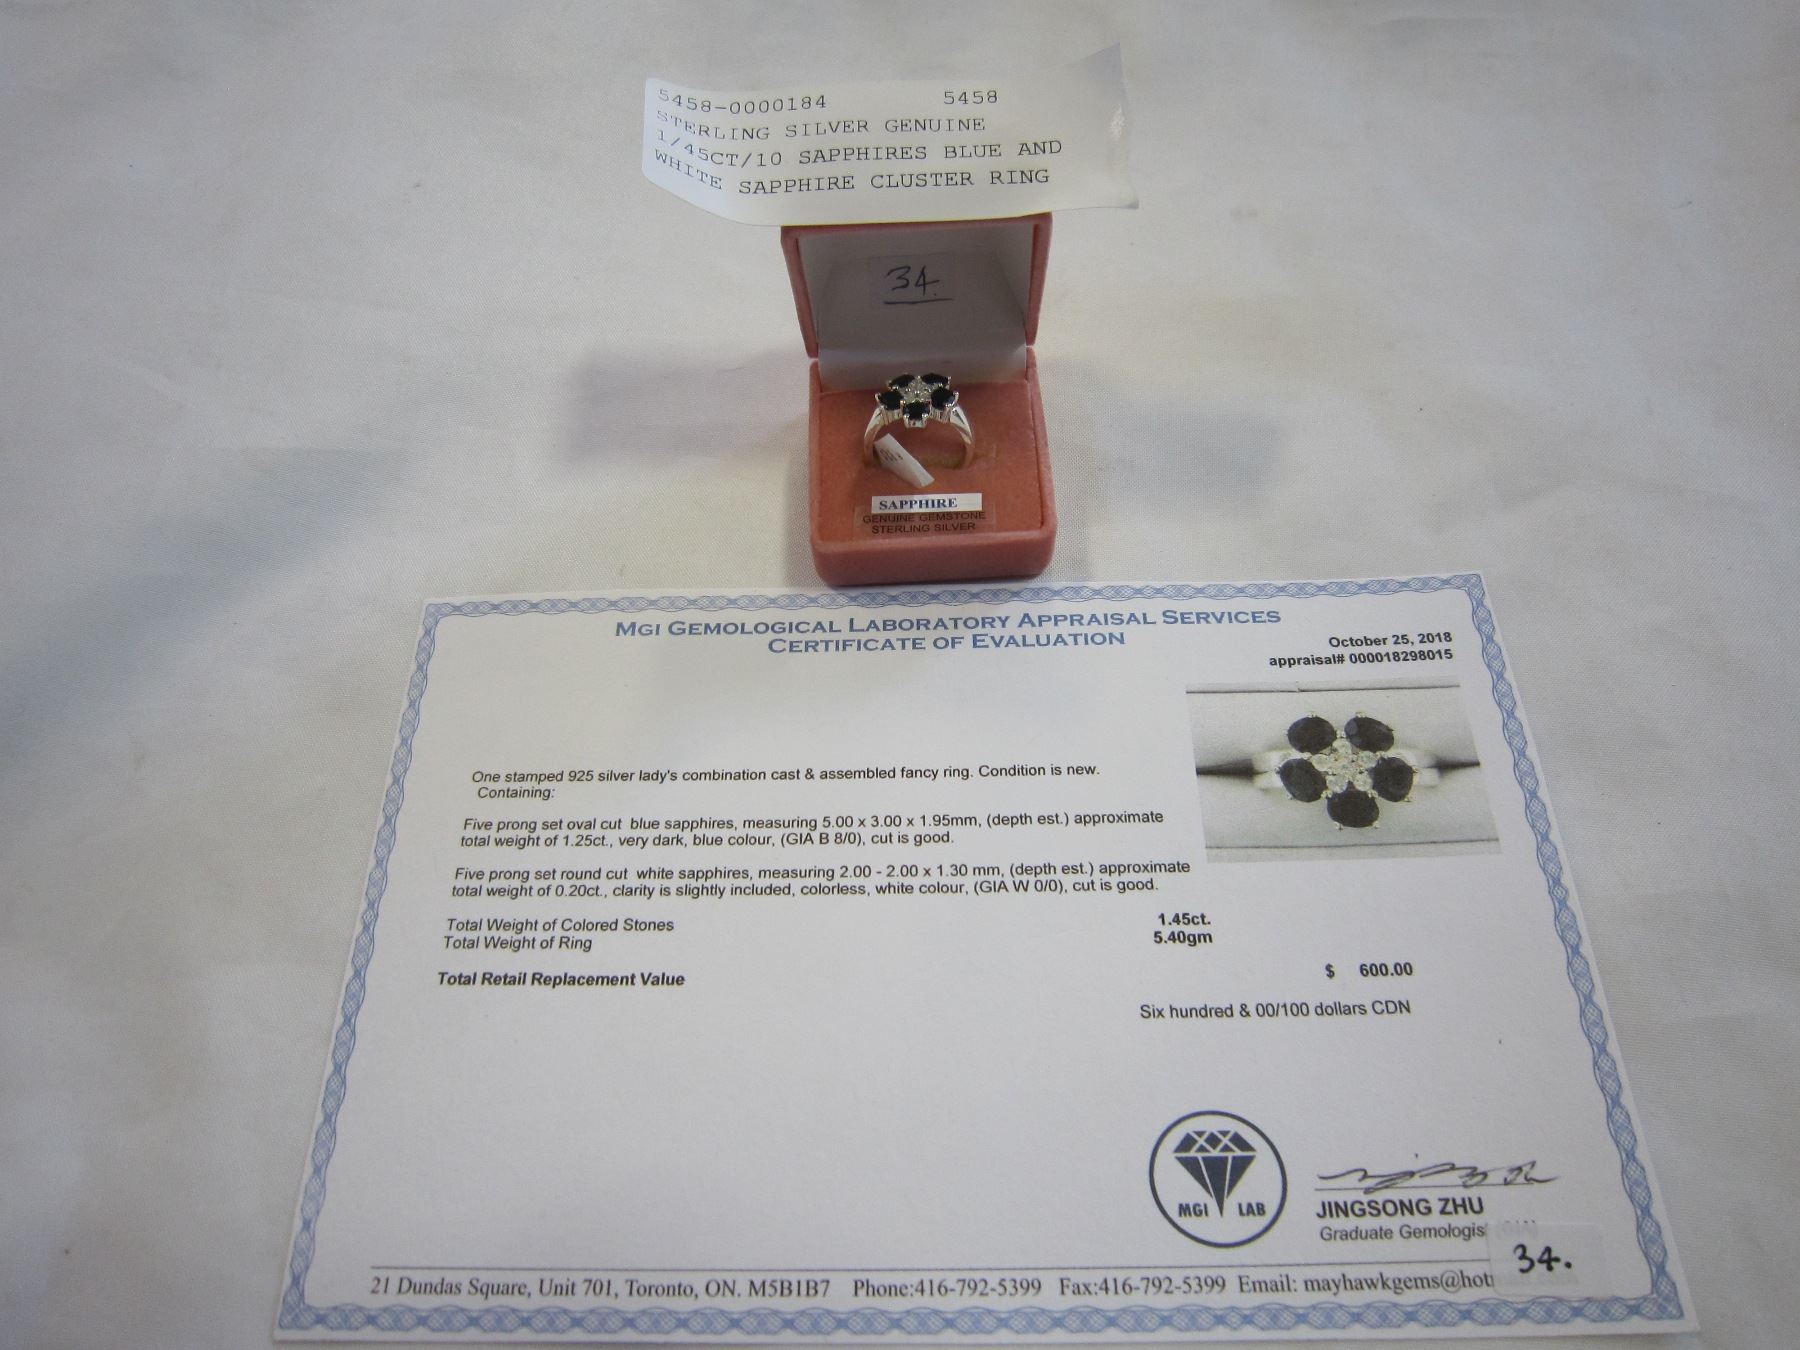 5458-0000184 5458
STERLING SILVER GENUINE
1/45CT/10 SAPPHIRES BLUE AND
WHITE SAPPHIRE CLUSTER RING
34.
SAPPHIRE
GENUINE GEMSTONE
STERLING SILVER
MGI GEMOLOGICAL LABORATORY APPRAISAL SERVICES
CERTIFICATE OF EVALUATION
October 25, 2018
appraisal# 000018298015
One stamped 925 silver lady's combination cast & assembled fancy ring. Condition is new.
Containing:
Five prong set oval cut blue sapphires, measuring 5.00 x 3.00 x 1.95mm, (depth est.) approximate
total weight of 1.25ct., very dark, blue colour, (GIA B 8/0), cut is good.
Five prong set round cut white sapphires, measuring 2.00 - 2.00 x 1.30 mm, (depth est.) approximate
total weight of 0.20ct., clarity is slightly included, colorless, white colour, (GIA W 0/0), cut is good.
Total Weight of Colored Stones 1.45ct.
Total Weight of Ring 5.40gm
Total Retail Replacement Value $ 600.00
Six hundred & 00/100 dollars CDN
MGI LAB
JINGSONG ZHU
Graduate Gemologis
34.
21 Dundas Square, Unit 701, Toronto, ON. M5B1B7 Phone:416-792-5399 Fax:416-792-5399 Email: mayhawkgems@hot